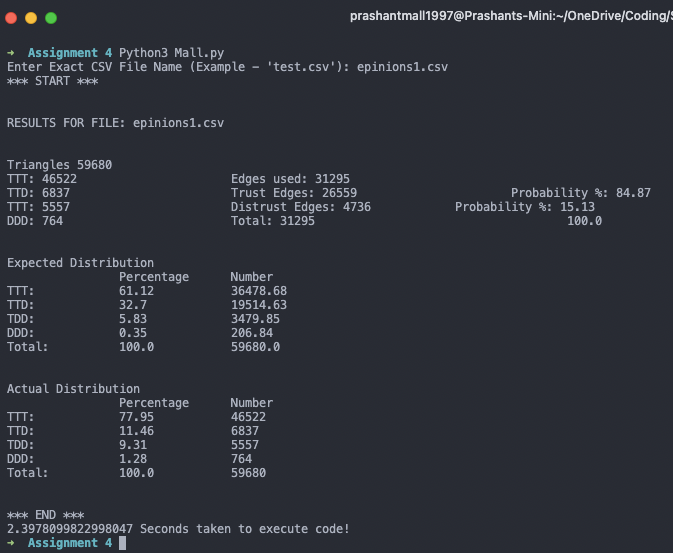 prashantmall1997@Prashants-Mini:~/OneDrive/Coding/
→ Assignment 4 Python3 Mall.py
Enter Exact CSV File Name (Example - 'test.csv'): epinions1.csv
*** START ***
RESULTS FOR FILE: epinions1.csv
Triangles 59680
TTT: 46522 Edges used: 31295
TTD: 6837 Trust Edges: 26559 Probability %: 84.87
TTT: 5557 Distrust Edges: 4736 Probability %: 15.13
DDD: 764 Total: 31295 100.0
Expected Distribution
Percentage Number
TTT: 61.12 36478.68
TTD: 32.7 19514.63
TDD: 5.83 3479.85
DDD: 0.35 206.84
Total: 100.0 59680.0
Actual Distribution
Percentage Number
TTT: 77.95 46522
TTD: 11.46 6837
TDD: 9.31 5557
DDD: 1.28 764
Total: 100.0 59680
*** END ***
2.3978099822998047 Seconds taken to execute code!
→ Assignment 4